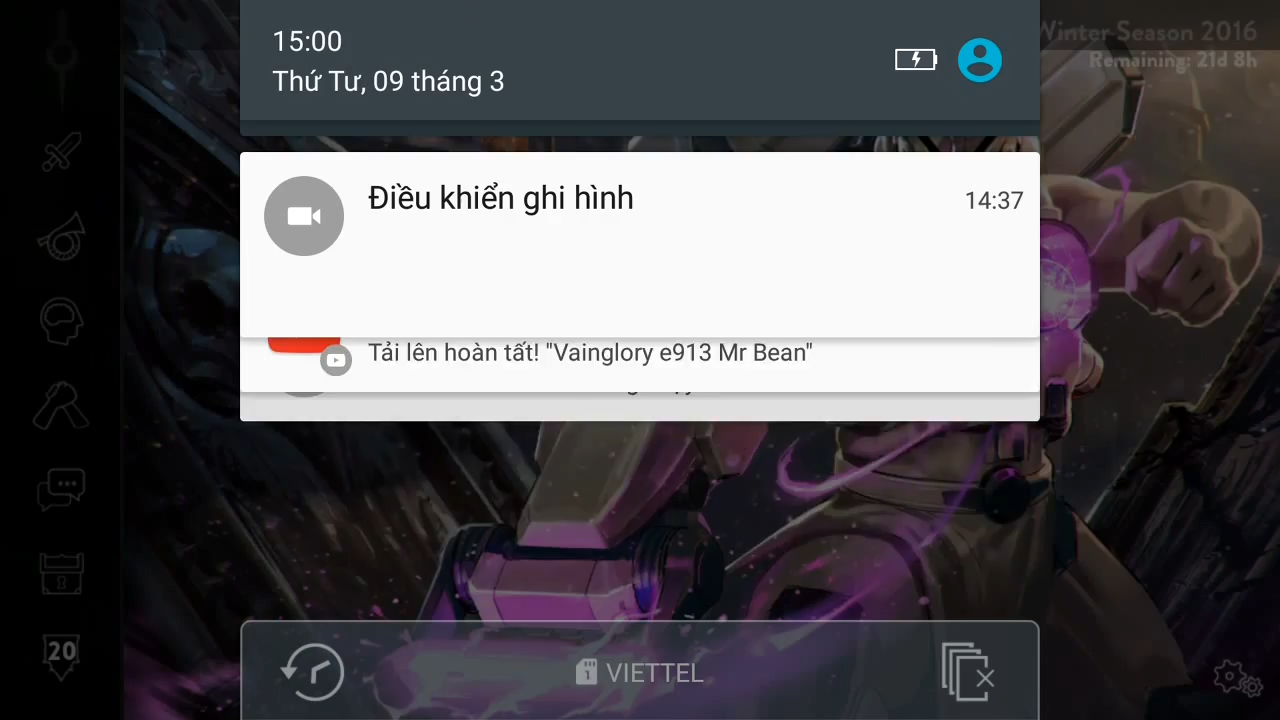 15:00
Thứ Tư, 09 tháng 3
Winter Season 2016
Remaining: 21d 8h
Điều khiển ghi hình
14:37
Tải lên hoàn tất! "Vainglory e913 Mr Bean"
20
1
VIETTEL